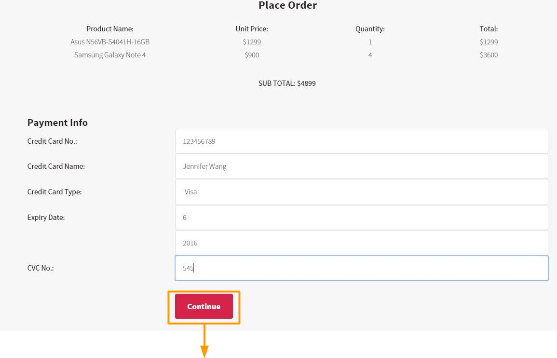 Place Order
Product Name: Unit Price: Quantity: Total:
Asus N56VB-S4041H-16GB $1299 1 $1299
Samsung Galaxy Note 4 $900 4 $3600
SUB TOTAL: $4899
Payment Info
Credit Card No.: 123456789
Credit Card Name: Jennifer Wang
Credit Card Type: Visa
Expiry Date: 6
2016
CVC No.: 545
Continue